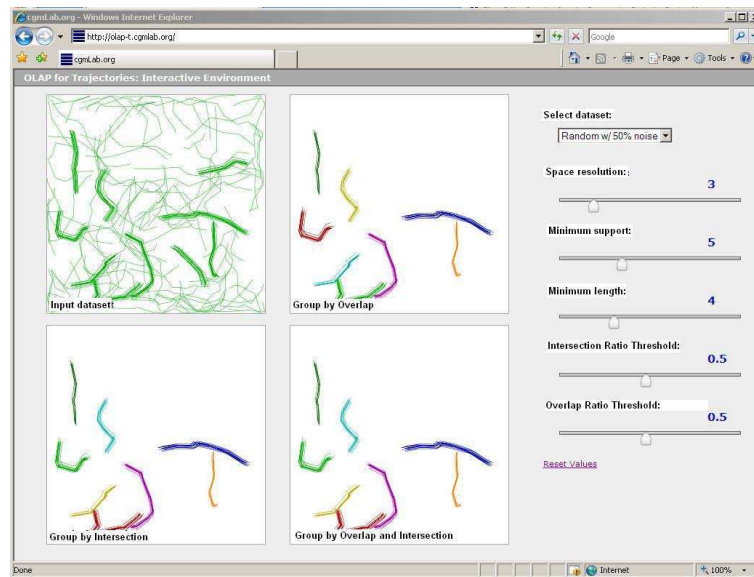 cgmLab.org - Windows Internet Explorer
http://olap-t.cgmlab.org/
Google
cgmLab.org
Page
Tools
OLAP for Trajectories: Interactive Environment
Input datasett
Group by Overlap
Group by Intersection
Group by Overlap and Intersection
Select dataset:
Random w/ 50% noise
Space resolution::
3
Minimum support:
5
Minimum length:
4
Intersection Ratio Threshold:
0.5
Overlap Ratio Threshold:
0.5
Reset Values
Done
Internet
100%